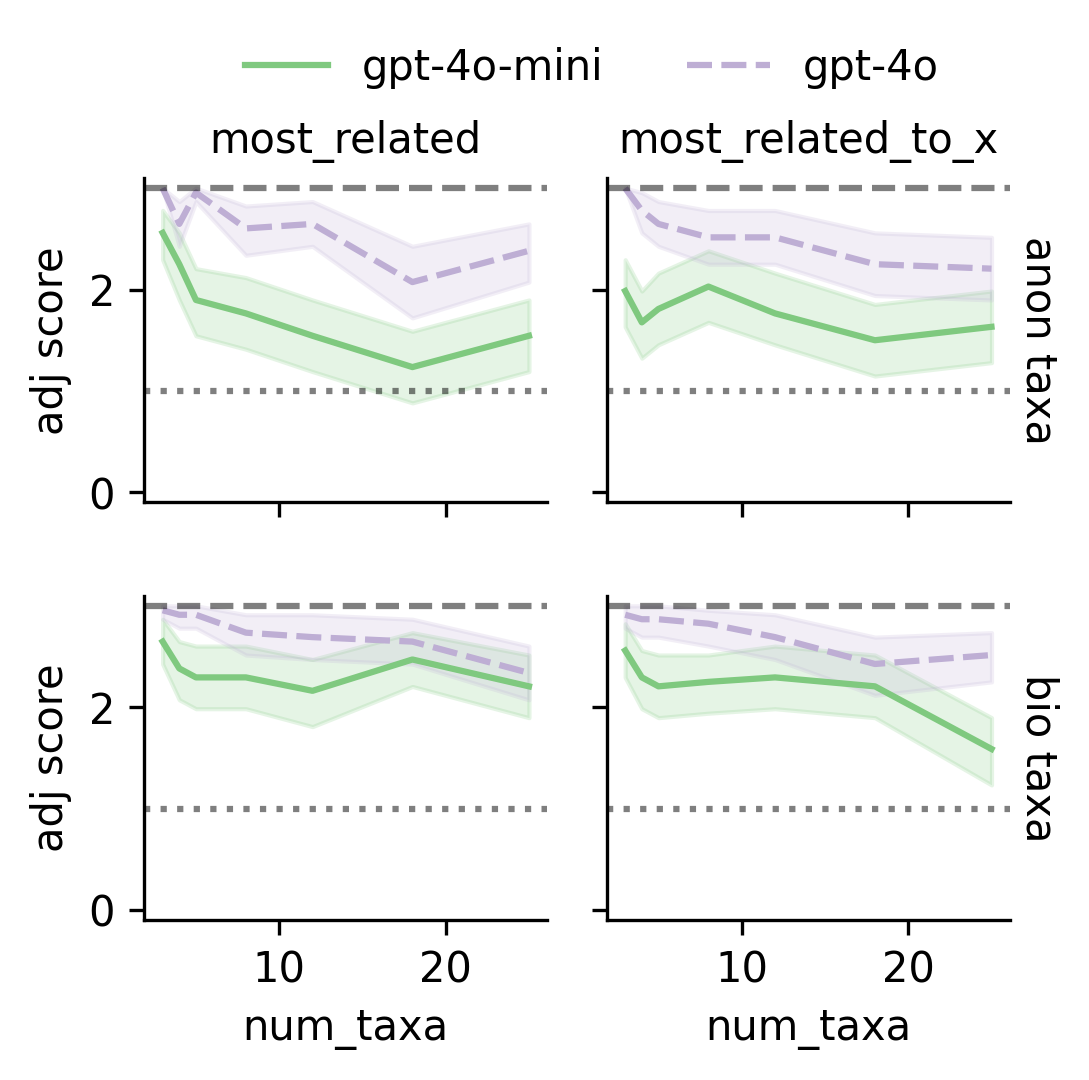 gpt-4o-mini gpt-4o
most_related most_related_to_x
adj score
2
0
anon taxa
adj score
2
0
bio taxa
10 20 10 20
num_taxa num_taxa